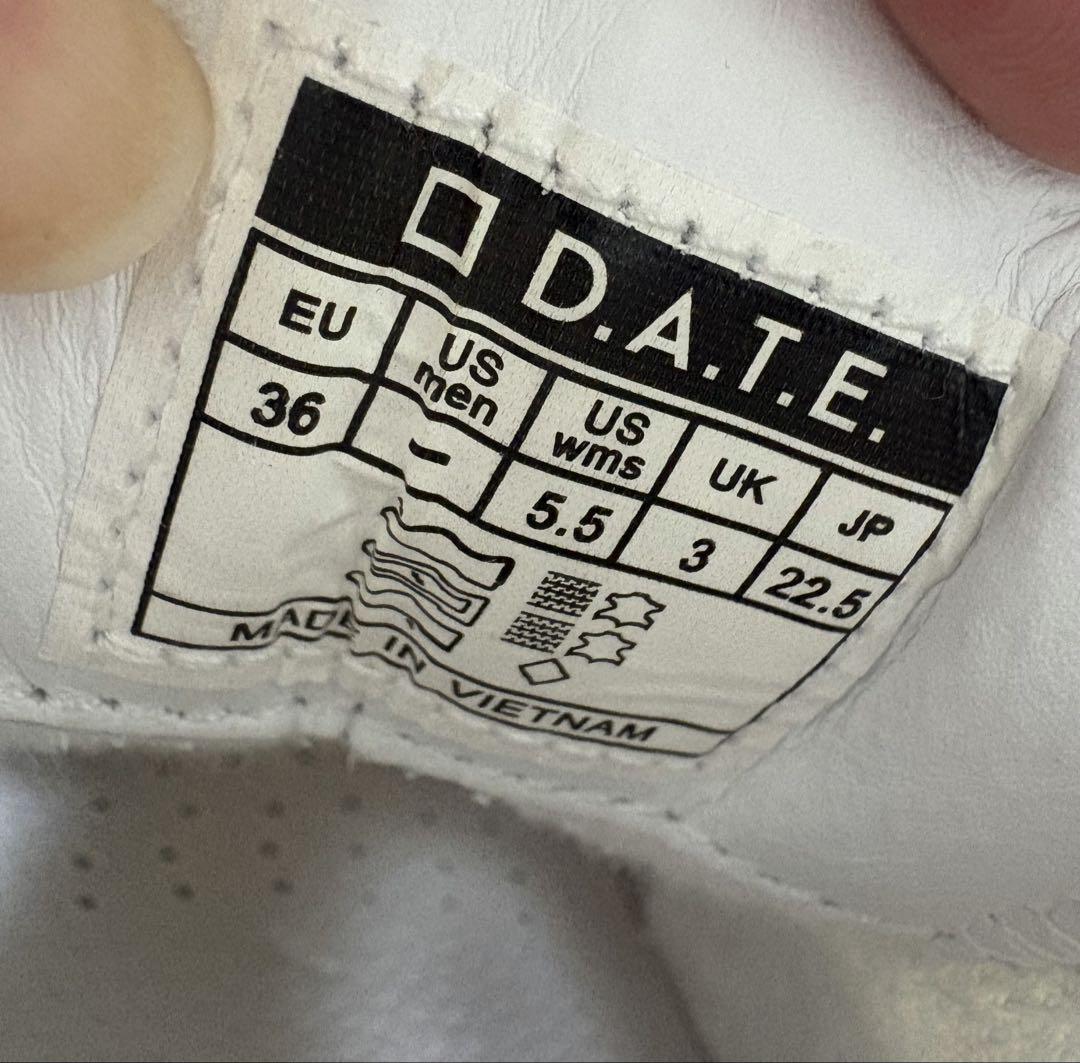 D.A.T.E.
EU US men US wms UK JP
36 - 5.5 3 22.5
MADE IN VIETNAM